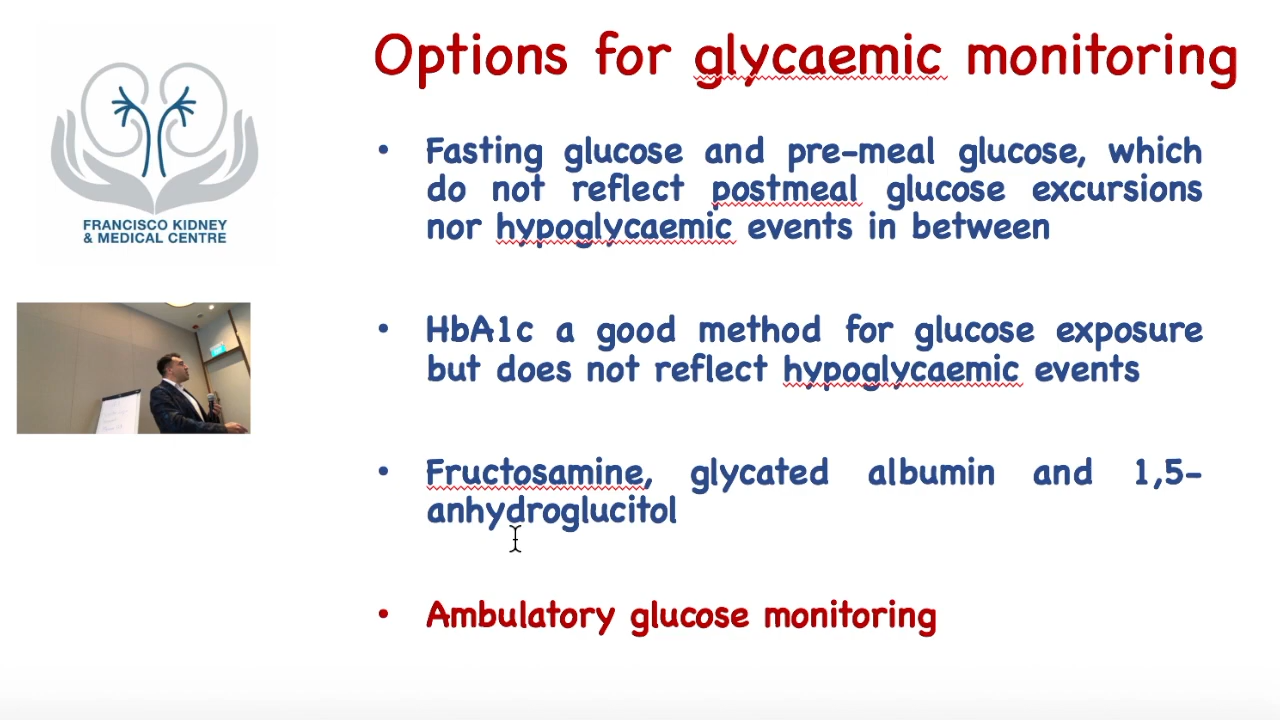 Options for glycaemic monitoring
• Fasting glucose and pre-meal glucose, which
do not reflect postmeal glucose excursions
nor hypoglycaemic events in between
• HbA1c a good method for glucose exposure
but does not reflect hypoglycaemic events
• Fructosamine, glycated albumin and 1,5-
anhydroglucitol
• Ambulatory glucose monitoring
FRANCISCO KIDNEY
& MEDICAL CENTRE